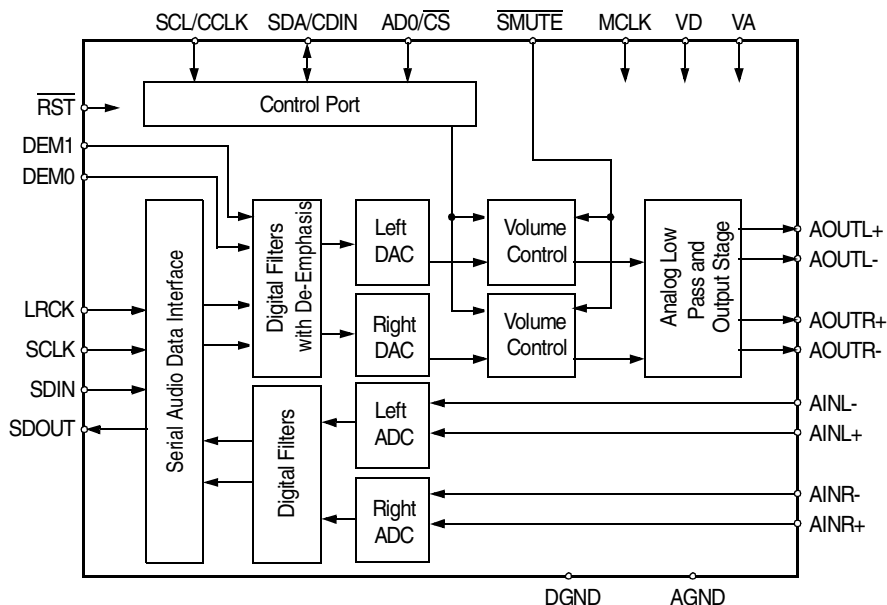 SCL/CCLK SDA/CDIN AD0/CS SMUTE MCLK VD VA
RST
Control Port
DEM1
DEM0
Serial Audio Data Interface
Digital Filters
with De-Emphasis
Left
DAC
Volume
Control
Analog Low
Pass and
Output Stage
AOUTL+
AOUTL-
LRCK
Right
DAC
Volume
Control
AOUTR+
AOUTR-
SCLK
SDIN
SDOUT
Digital Filters
Left
ADC
AINL-
AINL+
Right
ADC
AINR-
AINR+
DGND AGND